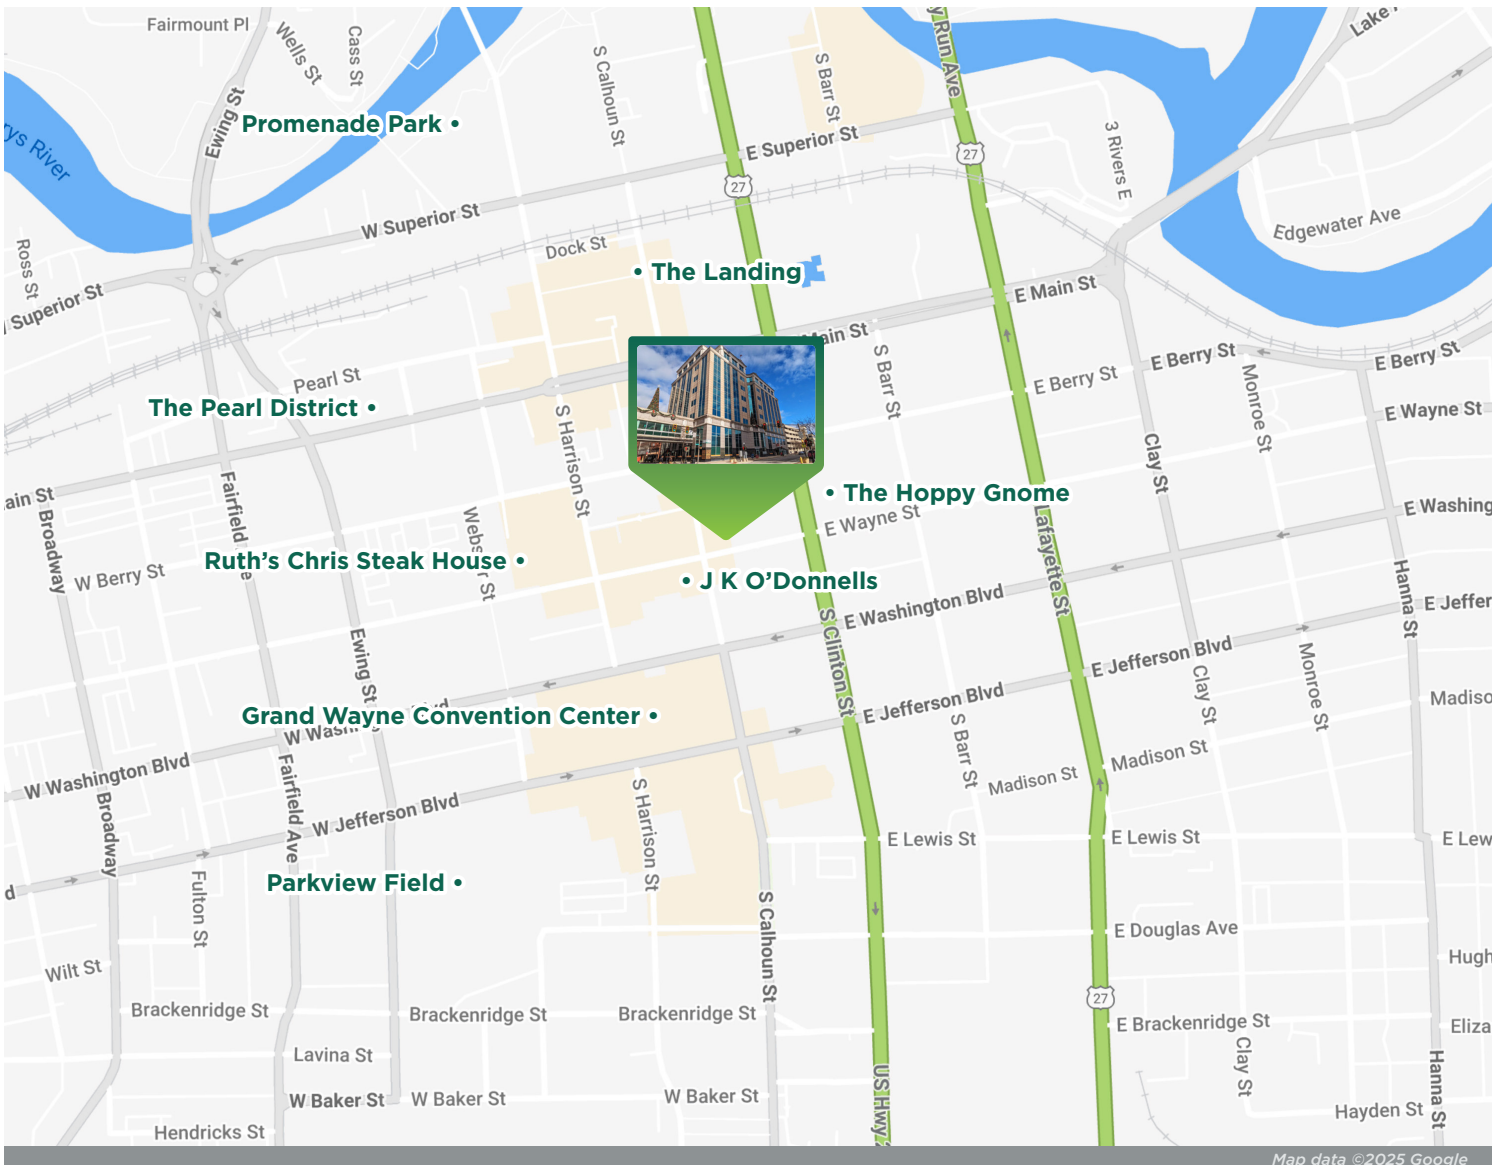 Fairmount Pl
Wells St
Cass St
S Calhoun St
S Barr St
y Run Ave
Lake
Ewing St
Promenade Park •
E Superior St
3 Rivers E
rys River
27
27
W Superior St
Edgewater Ave
Ross St
Dock St
• The Landing
Superior St
E Main St
Main St
E Berry St
E Berry St
S Barr St
Pearl St
E Berry St
Monroe St
The Pearl District •
E Wayne St
S Harrison St
Clay St
ain St
Fairfield
• The Hoppy Gnome
Broadway
Webster St
E Wayne St
Lafayette St
E Washing
Ruth's Chris Steak House •
W Berry St
• J K O'Donnells
Hanna St
E Washington Blvd
E Jeffer
Ewing St
S Clinton St
E Jefferson Blvd
Clay St
Monroe St
E Jefferson Blvd
Madiso
Grand Wayne Convention Center •
S Barr St
W Washington Blvd
Madison St
Madison St
Fairfield Ave
Broadway
S Harrison St
W Jefferson Blvd
E Lewis St
E Lewis St
E Lew
d
Parkview Field •
Fulton St
S Calhoun St
E Douglas Ave
Hugh
Wilt St
27
Brackenridge St
Brackenridge St
Brackenridge St
E Brackenridge St
Eliza
Lavina St
Clay St
Hanna St
US Hwy 2
W Baker St
W Baker St
W Baker St
Hayden St
Hendricks St
Map data ©2025 Google